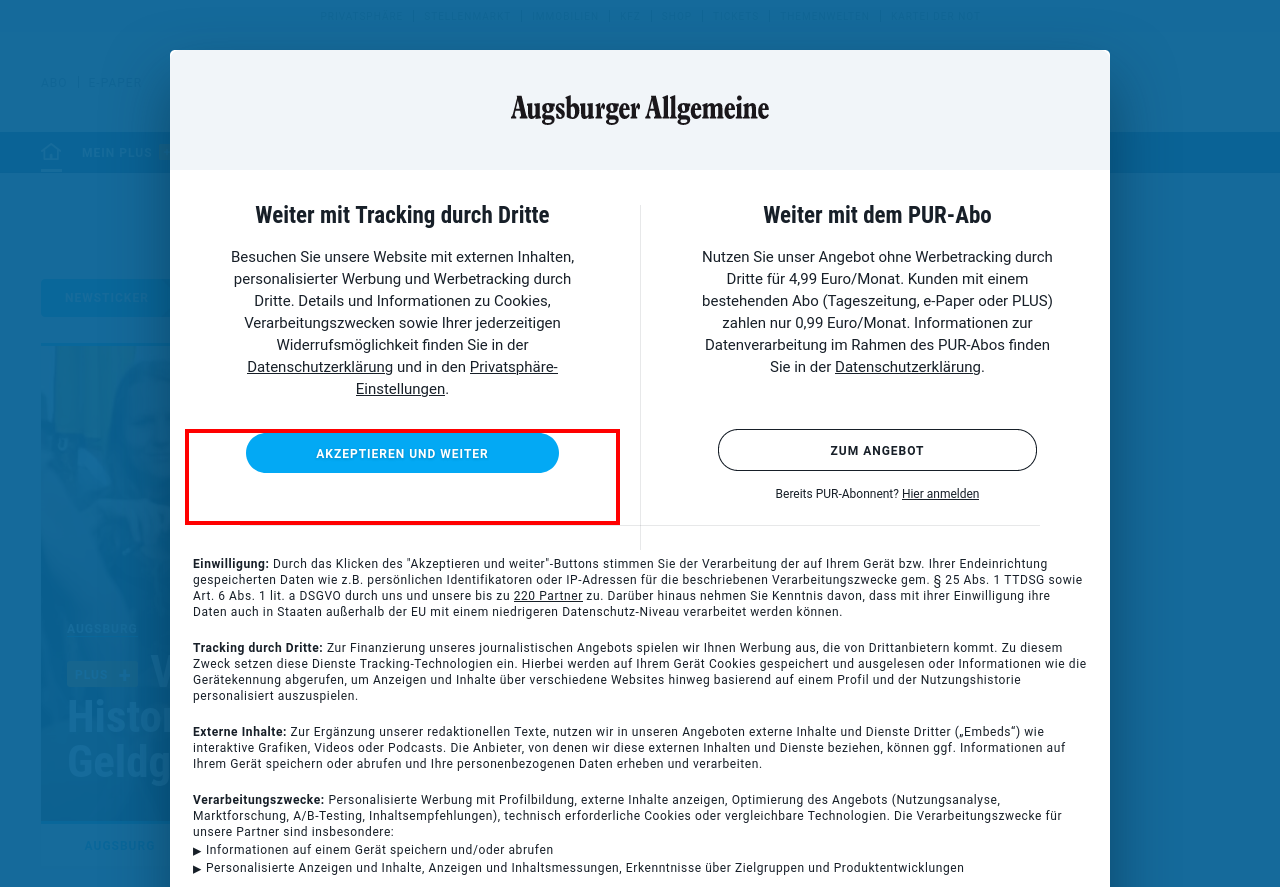 ABO | E-PAPER
MEIN PLUS
NEWSTICKER
AUGSBURG
PLUS +
Histor
Geldg
AUGSBURG
Augsburger Allgemeine
Weiter mit Tracking durch Dritte
Besuchen Sie unsere Website mit externen Inhalten,
personalisierter Werbung und Werbetracking durch
Dritte. Details und Informationen zu Cookies,
Verarbeitungszwecken sowie Ihrer jederzeitigen
Widerrufsmöglichkeit finden Sie in der
Datenschutzerklärung und in den Privatsphäre-
Einstellungen.
AKZEPTIEREN UND WEITER
Weiter mit dem PUR-Abo
Nutzen Sie unser Angebot ohne Werbetracking durch
Dritte für 4,99 Euro/Monat. Kunden mit einem
bestehenden Abo (Tageszeitung, e-Paper oder PLUS)
zahlen nur 0,99 Euro/Monat. Informationen zur
Datenverarbeitung im Rahmen des PUR-Abos finden
Sie in der Datenschutzerklärung.
ZUM ANGEBOT
Bereits PUR-Abonnent? Hier anmelden
Einwilligung: Durch das Klicken des "Akzeptieren und weiter"-Buttons stimmen Sie der Verarbeitung der auf Ihrem Gerät bzw. Ihrer Endeinrichtung
gespeicherten Daten wie z.B. persönlichen Identifikatoren oder IP-Adressen für die beschriebenen Verarbeitungszwecke gem. § 25 Abs. 1 TTDSG sowie
Art. 6 Abs. 1 lit. a DSGVO durch uns und unsere bis zu 220 Partner zu. Darüber hinaus nehmen Sie Kenntnis davon, dass mit ihrer Einwilligung ihre
Daten auch in Staaten außerhalb der EU mit einem niedrigeren Datenschutz-Niveau verarbeitet werden können.
Tracking durch Dritte: Zur Finanzierung unseres journalistischen Angebots spielen wir Ihnen Werbung aus, die von Drittanbietern kommt. Zu diesem
Zweck setzen diese Dienste Tracking-Technologien ein. Hierbei werden auf Ihrem Gerät Cookies gespeichert und ausgelesen oder Informationen wie die
Gerätekennung abgerufen, um Anzeigen und Inhalte über verschiedene Websites hinweg basierend auf einem Profil und der Nutzungshistorie
personalisiert auszuspielen.
Externe Inhalte: Zur Ergänzung unserer redaktionellen Texte, nutzen wir in unseren Angeboten externe Inhalte und Dienste Dritter („Embeds“) wie
interaktive Grafiken, Videos oder Podcasts. Die Anbieter, von denen wir diese externen Inhalten und Dienste beziehen, können ggf. Informationen auf
Ihrem Gerät speichern oder abrufen und Ihre personenbezogenen Daten erheben und verarbeiten.
Verarbeitungszwecke: Personalisierte Werbung mit Profilbildung, externe Inhalte anzeigen, Optimierung des Angebots (Nutzungsanalyse,
Marktforschung, A/B-Testing, Inhaltsempfehlungen), technisch erforderliche Cookies oder vergleichbare Technologien. Die Verarbeitungszwecke für
unsere Partner sind insbesondere:
▶ Informationen auf einem Gerät speichern und/oder abrufen
▶ Personalisierte Anzeigen und Inhalte, Anzeigen und Inhaltsmessungen, Erkenntnisse über Zielgruppen und Produktentwicklungen